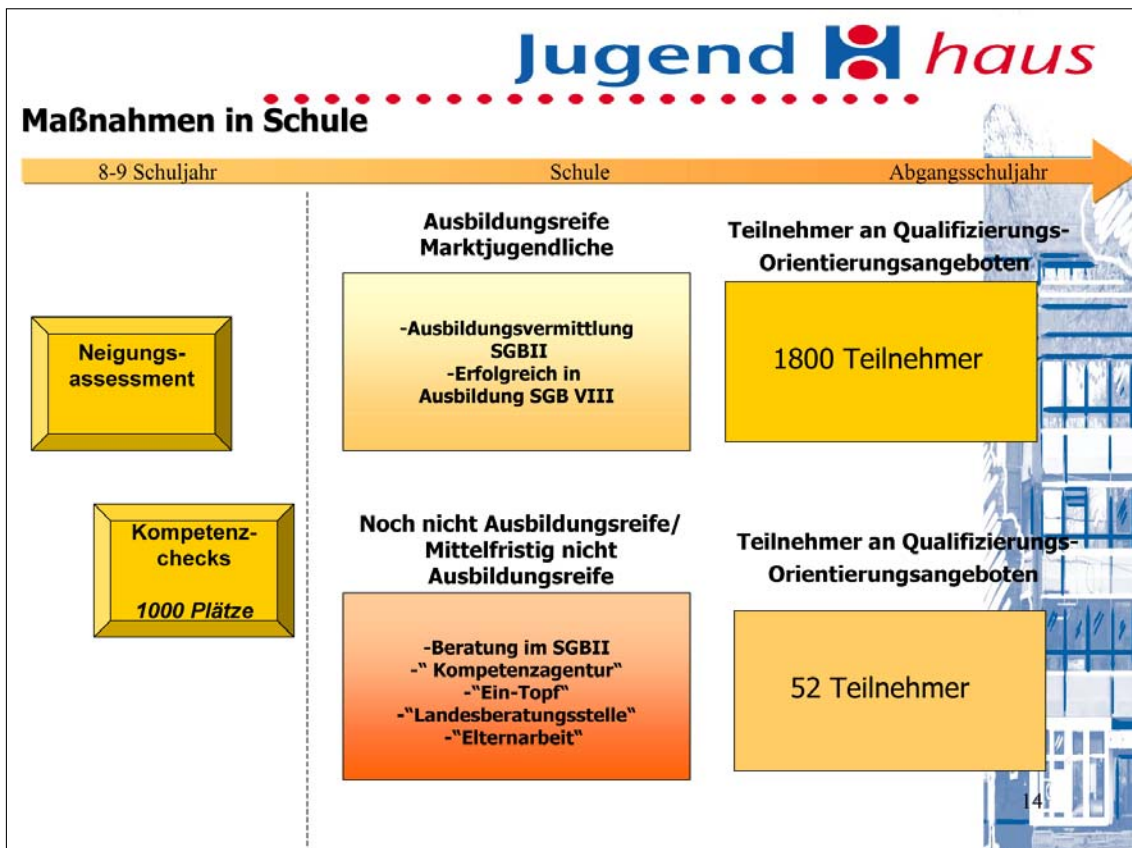 Jugend haus
Maßnahmen in Schule
8-9 Schuljahr
Schule
Abgangsschuljahr
Neigungs-
assessment
Kompetenz-
checks
1000 Plätze
Ausbildungsreife
Marktjugendliche
-Ausbildungsvermittlung
SGBII
-Erfolgreich in
Ausbildung SGB VIII
Teilnehmer an Qualifizierungs-
Orientierungsangeboten
1800 Teilnehmer
Noch nicht Ausbildungsreife/
Mittelfristig nicht
Ausbildungsreife
-Beratung im SGBII
-“ Kompetenzagentur“
-“Ein-Topf“
-“Landesberatungsstelle“
-“Elternarbeit“
Teilnehmer an Qualifizierungs-
Orientierungsangeboten
52 Teilnehmer
14